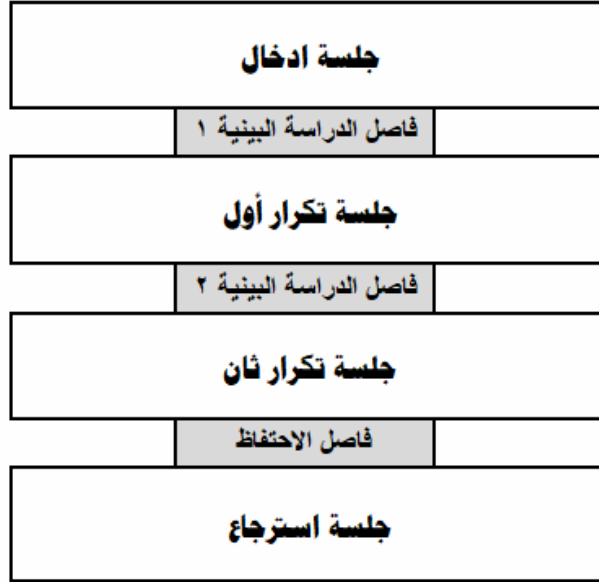 جلسة ادخال
فاصل الدراسة البينية ١
جلسة تكرار أول
فاصل الدراسة البينية ٢
جلسة تكرار ثان
فاصل الاحتفاظ
جلسة استرجاع